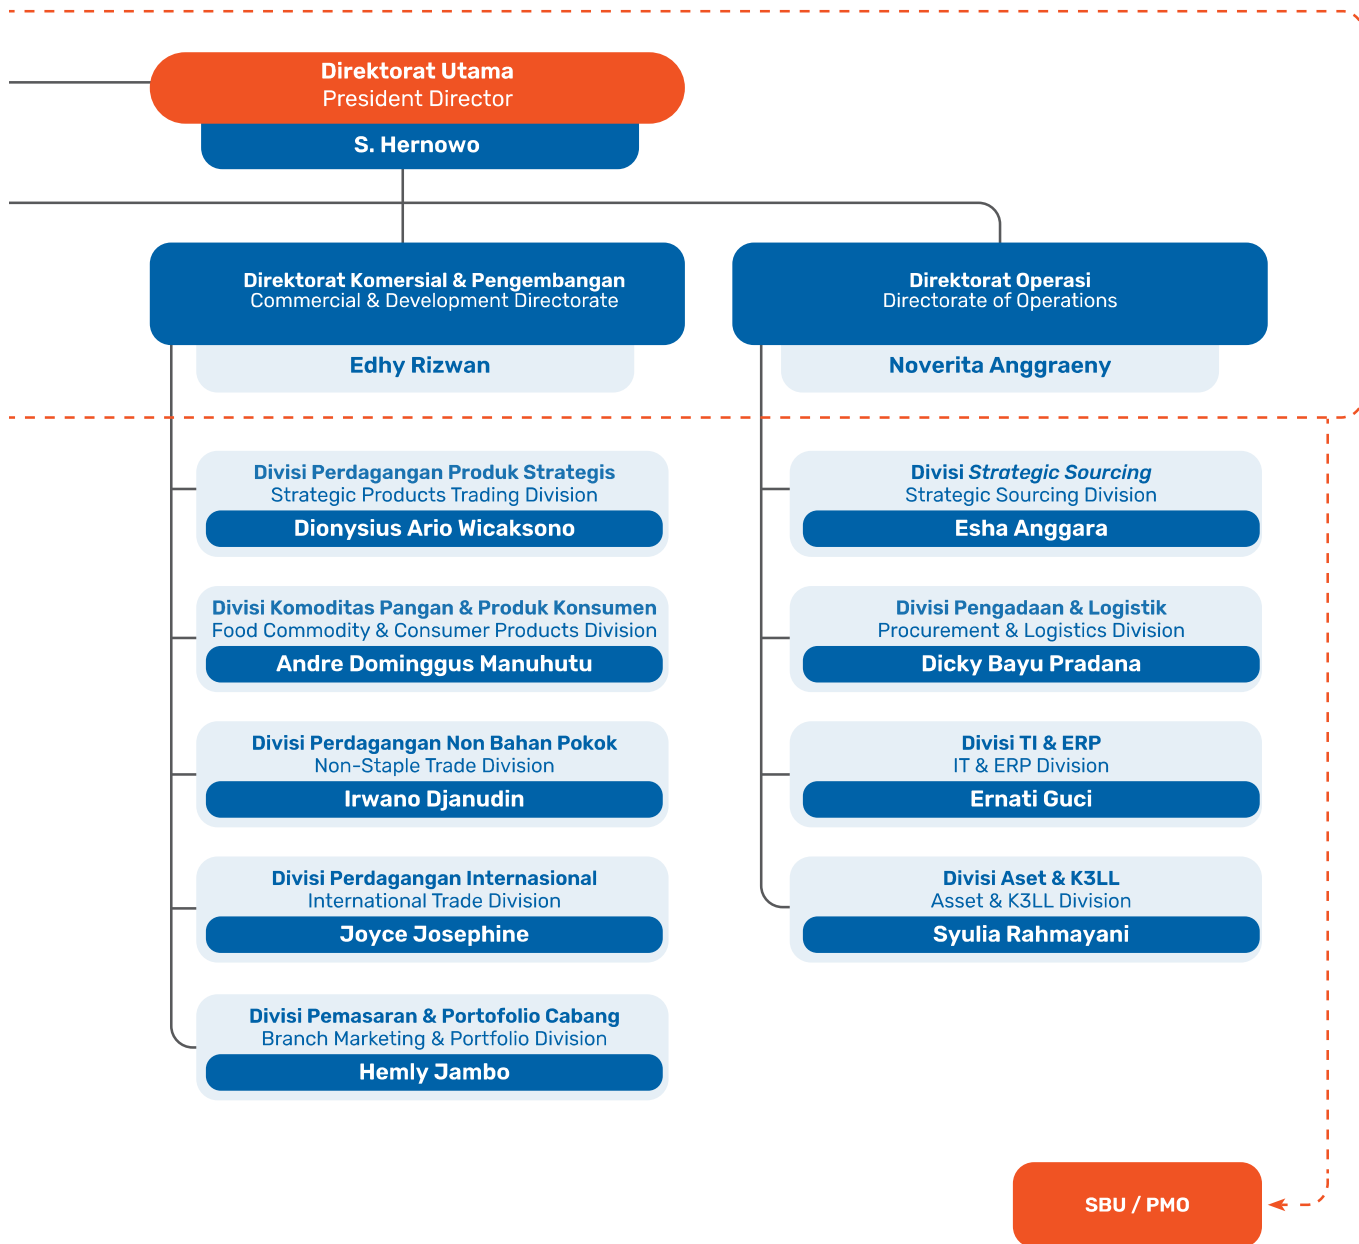 Direktorat Utama
President Director
S. Hernowo
Direktorat Komersial & Pengembangan
Commercial & Development Directorate
Edhy Rizwan
Direktorat Operasi
Directorate of Operations
Noverita Anggraeny
Divisi Perdagangan Produk Strategis
Strategic Products Trading Division
Dionysius Ario Wicaksono
Divisi Komoditas Pangan & Produk Konsumen
Food Commodity & Consumer Products Division
Andre Dominggus Manuhutu
Divisi Perdagangan Non Bahan Pokok
Non-Staple Trade Division
Irwano Djanudin
Divisi Perdagangan Internasional
International Trade Division
Joyce Josephine
Divisi Pemasaran & Portofolio Cabang
Branch Marketing & Portfolio Division
Hemly Jambo
Divisi Strategic Sourcing
Strategic Sourcing Division
Esha Anggara
Divisi Pengadaan & Logistik
Procurement & Logistics Division
Dicky Bayu Pradana
Divisi TI & ERP
IT & ERP Division
Ernati Guci
Divisi Aset & K3LL
Asset & K3LL Division
Syulia Rahmayani
SBU / PMO